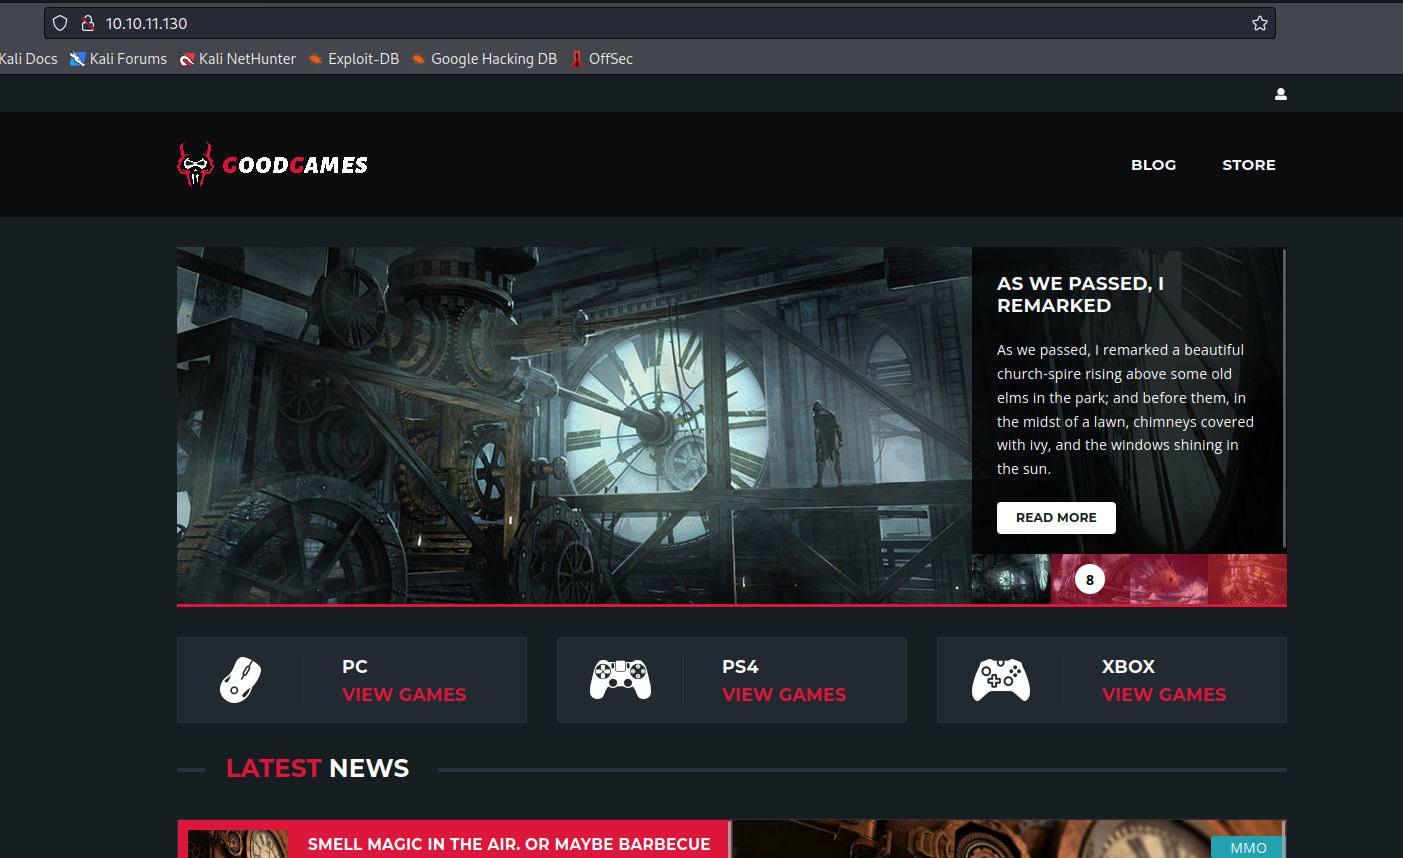 10.10.11.130
Kali Docs Kali Forums Kali NetHunter Exploit-DB Google Hacking DB OffSec
GOODGAMES
BLOG STORE
AS WE PASSED, I
REMARKED
As we passed, I remarked a beautiful
church-spire rising above some old
elms in the park; and before them, in
the midst of a lawn, chimneys covered
with ivy, and the windows shining in
the sun.
READ MORE
8
PC
VIEW GAMES
PS4
VIEW GAMES
XBOX
VIEW GAMES
LATEST NEWS
SMELL MAGIC IN THE AIR. OR MAYBE BARBECUE
MMO